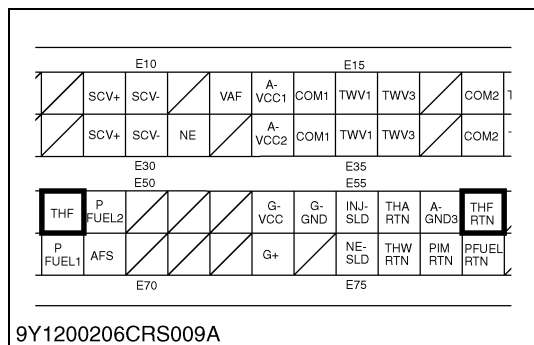 E10 E15
SCV+ SCV- VAF A-VCC1 COM1 TWV1 TWV3 COM2
SCV+ SCV- NE A-VCC2 COM1 TWV1 TWV3 COM2
E30 E35
E50 E55
THF P FUEL2 G-VCC G-GND INJ-SLD THA RTN A-GND3 THF RTN
P FUEL1 AFS G+ NE-SLD THW RTN PIM RTN PFUEL RTN
E70 E75
9Y1200206CRS009A